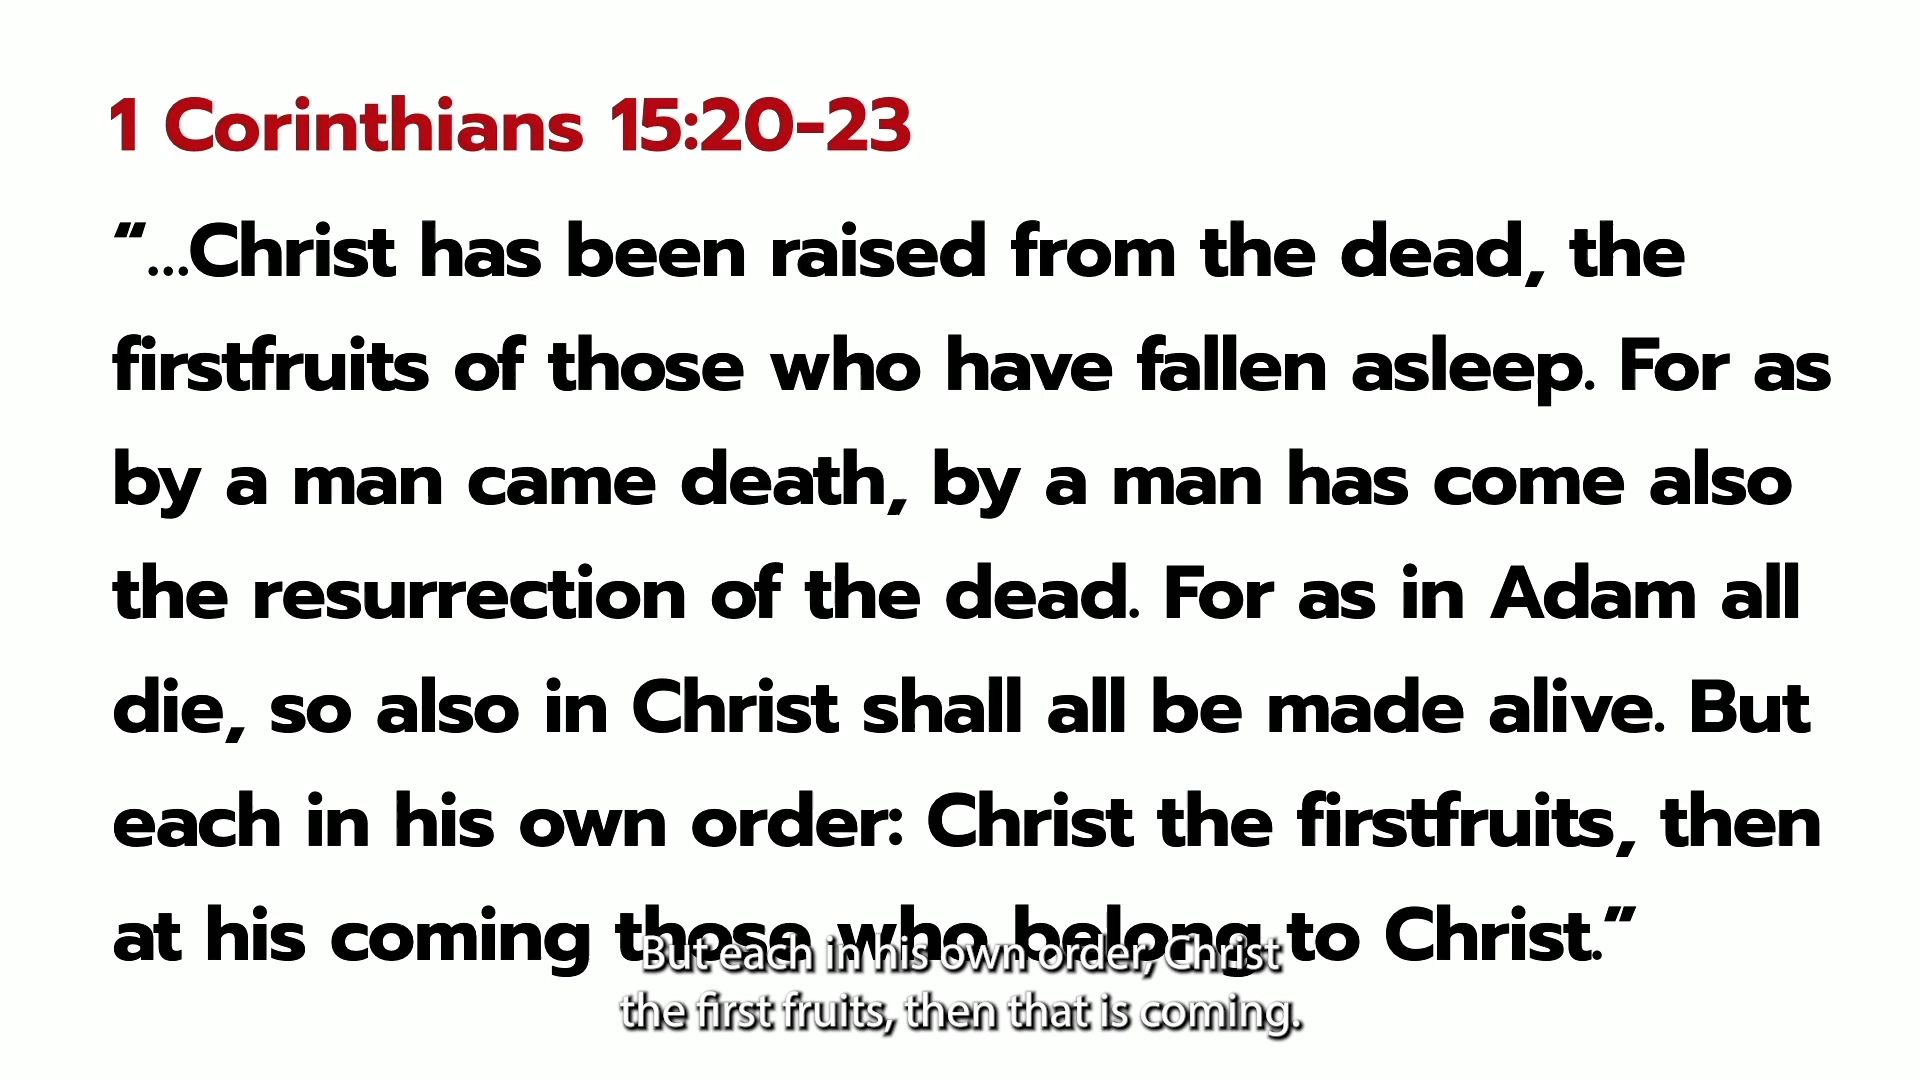 1 Corinthians 15:20-23
“...Christ has been raised from the dead, the
firstfruits of those who have fallen asleep. For as
by a man came death, by a man has come also
the resurrection of the dead. For as in Adam all
die, so also in Christ shall all be made alive. But
each in his own order: Christ the firstfruits, then
at his coming those who belong to Christ.”
But each in his own order, Christ
the first fruits, then that is coming.